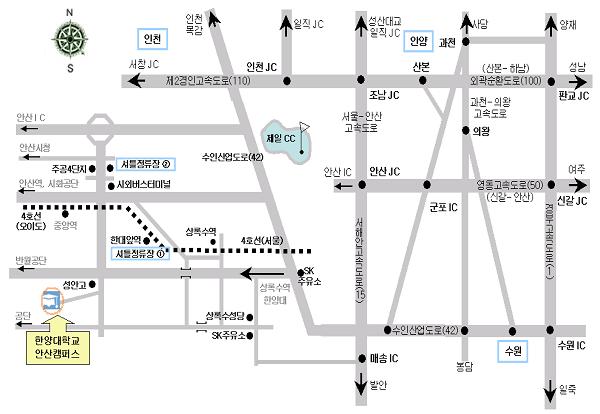 N
S
인천
인천
목감
일직 JC
성산대교
일직 JC
안양
사당
과천
양재
서창 JC
제2경인고속도로(110)
인천 JC
산본
(산본-하남)
외곽순환도로(100)
성남
조남 JC
판교 JC
서울-안산
고속도로
과천-의왕
고속도로
의왕
제일 CC
안산 IC
안산시청
주공4단지
셔틀정류장 ②
시외버스터미널
수인산업도로(42)
안산역, 시화공단
안산 IC
안산 JC
영동고속도로(50)
(신갈-안산)
여주
신갈 JC
군포 IC
4호선
(오이도)
중앙역
한대앞역
상록수역
4호선(서울)
셔틀정류장 ①
서해안고속도로(15)
경부고속도로(1)
반월공단
성안고
SK
주유소
상록수역
한양대
공단
상록수성당
SK주유소
한양대학교
안산캠퍼스
수인산업도로(42)
수원
수원 IC
매송 IC
봉담
발안
일죽